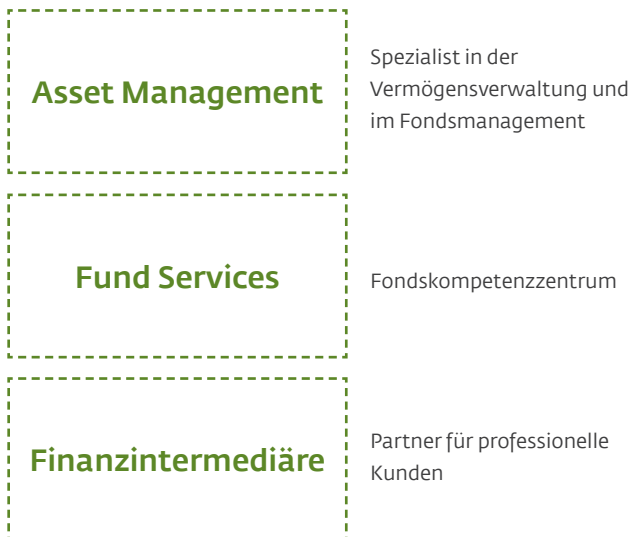 Asset Management
Spezialist in der
Vermögensverwaltung und
im Fondsmanagement
Fund Services
Fondskompetenzzentrum
Finanzintermediäre
Partner für professionelle
Kunden